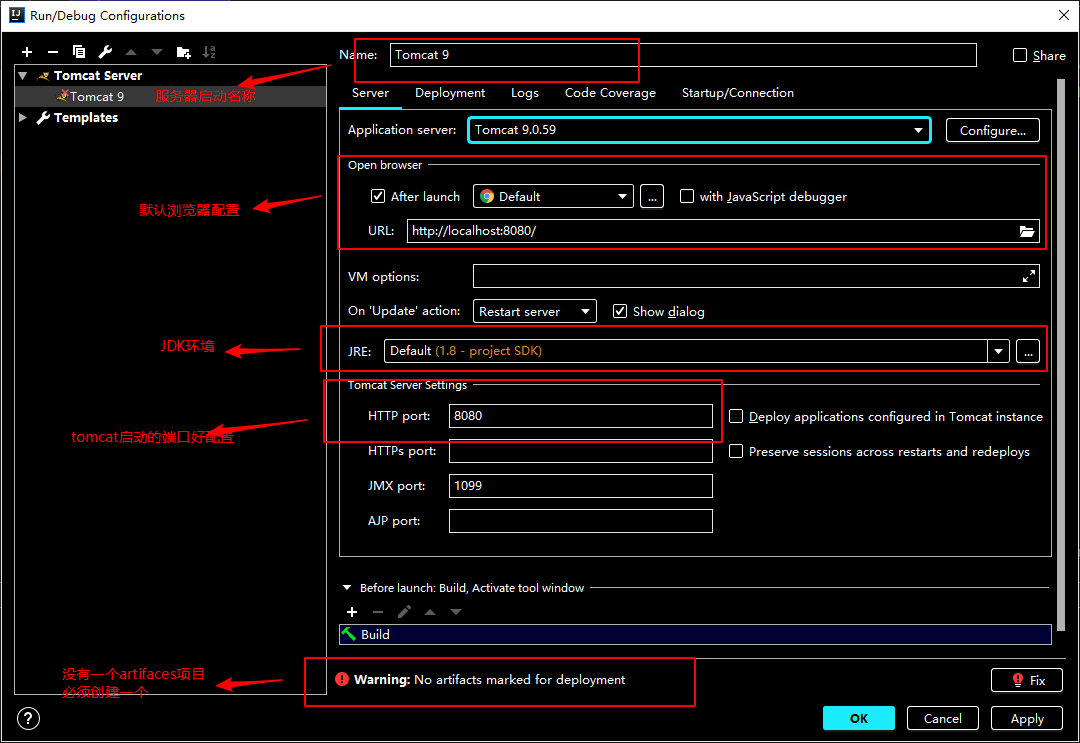 Run/Debug Configurations
Name: Tomcat 9
Share
Tomcat Server
Tomcat 9
服务器启动名称
Templates
Server Deployment Logs Code Coverage Startup/Connection
Application server: Tomcat 9.0.59 Configure...
Open browser
After launch Default ... with JavaScript debugger
默认浏览器配置
URL: http://localhost:8080/
VM options:
On 'Update' action: Restart server Show dialog
JDK环境
JRE: Default (1.8 - project SDK) ...
Tomcat Server Settings
HTTP port: 8080 Deploy applications configured in Tomcat instance
tomcat启动的端口好配置
HTTPs port: Preserve sessions across restarts and redeploys
JMX port: 1099
AJP port:
Before launch: Build, Activate tool window
Build
没有一个artifaces项目
必须创建一个
Warning: No artifacts marked for deployment
Fix
?
OK Cancel Apply